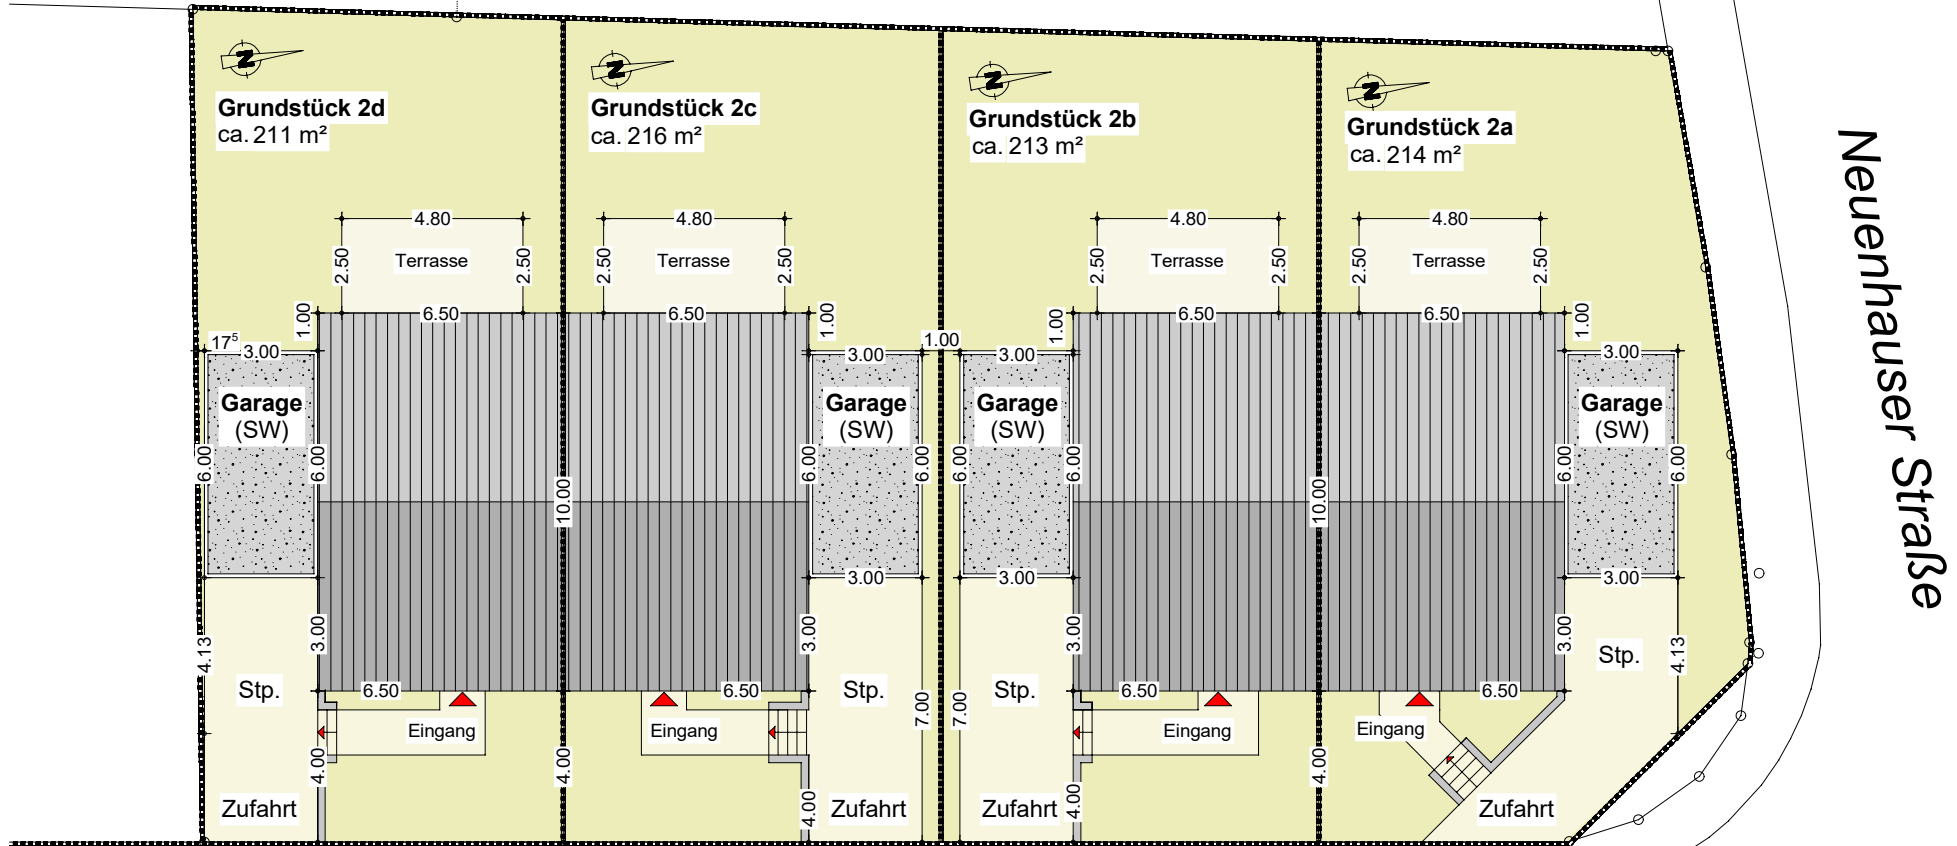 N
N
N
N
Grundstück 2d
ca. 211 m²
Grundstück 2c
ca. 216 m²
Grundstück 2b
ca. 213 m²
Grundstück 2a
ca. 214 m²
Neuenhauser Straße
4.80
4.80
4.80
4.80
2.50
Terrasse
2.50
2.50
Terrasse
2.50
2.50
Terrasse
2.50
2.50
Terrasse
2.50
1.00
6.50
6.50
1.00
1.00
6.50
6.50
1.00
17⁵
3.00
3.00
1.00
3.00
3.00
Garage
(SW)
Garage
(SW)
Garage
(SW)
Garage
(SW)
6.00
6.00
6.00
6.00
6.00
6.00
6.00
6.00
10.00
10.00
3.00
3.00
3.00
4.13
3.00
3.00
3.00
3.00
Stp.
4.13
Stp.
6.50
6.50
Stp.
Stp.
6.50
6.50
7.00
7.00
Eingang
Eingang
Eingang
Eingang
4.00
4.00
4.00
4.00
4.00
Zufahrt
Zufahrt
Zufahrt
Zufahrt